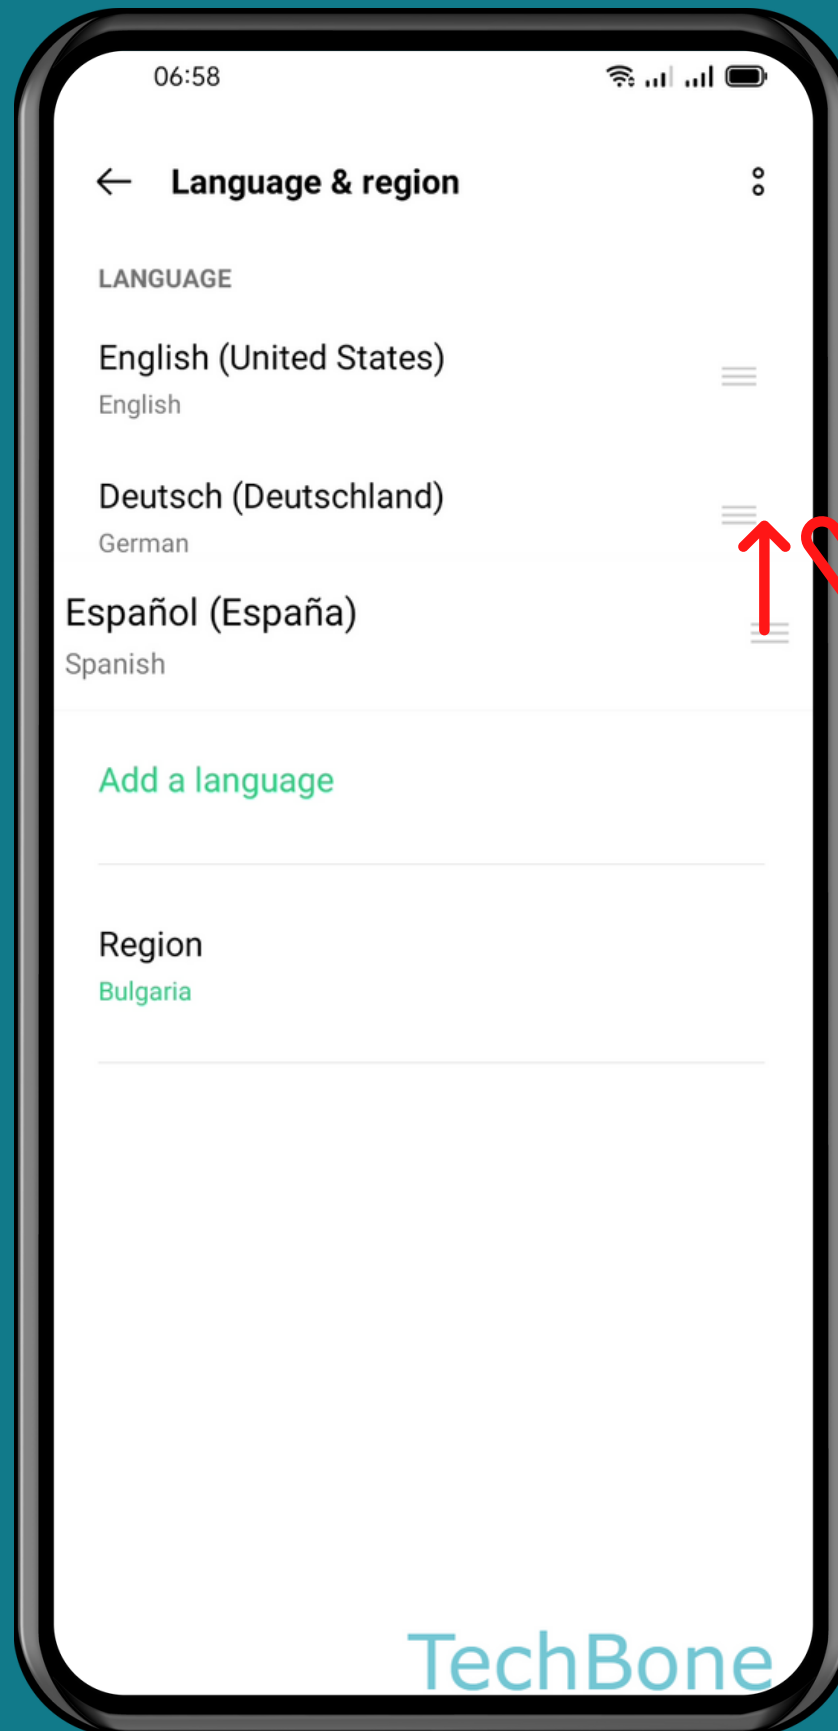 06:58
Language & region
LANGUAGE
English (United States)
English
Deutsch (Deutschland)
German
Español (España)
Spanish
Add a language
Region
Bulgaria
TechBone